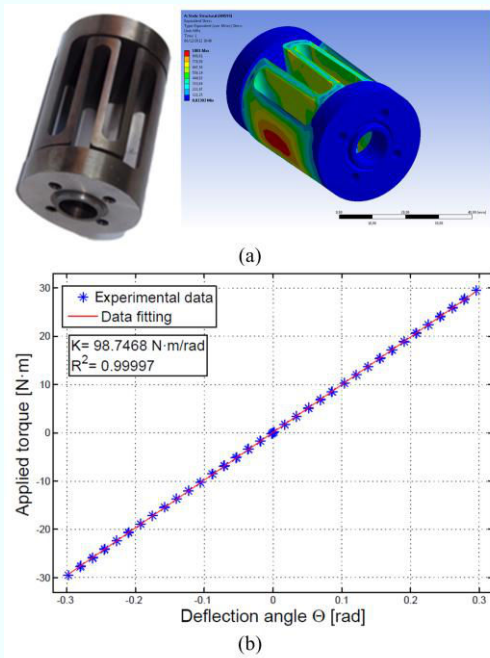 (a)
Experimental data
Data fitting
K= 98.7468 N·m/rad
R2= 0.99997
Applied torque [N·m]
30
20
10
0
-10
-20
-30
-0.3 -0.2 -0.1 0 0.1 0.2 0.3
Deflection angle Θ [rad]
(b)